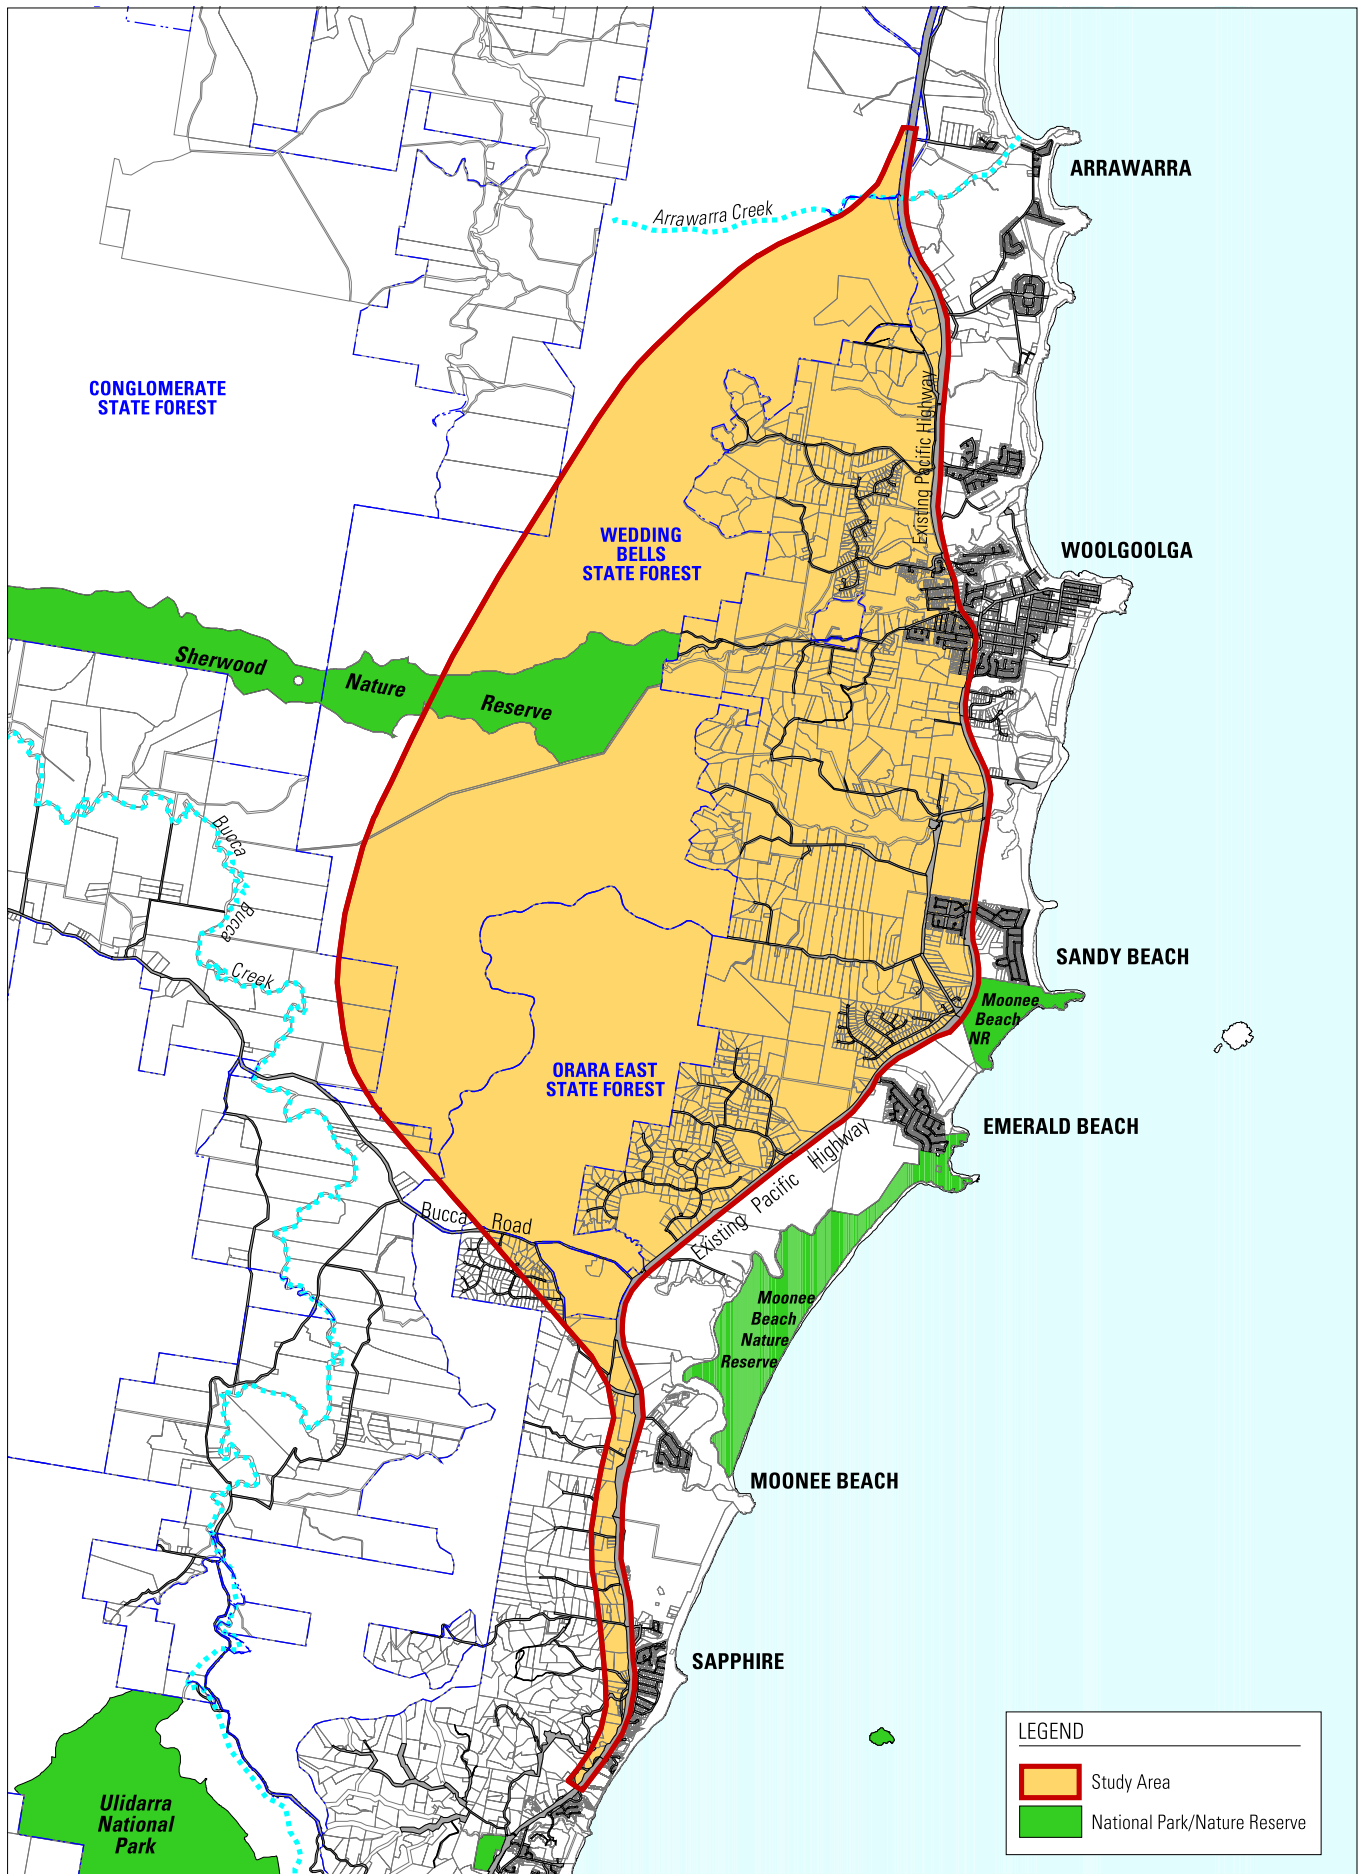 ARRAWARRA
Arrawarra Creek
CONGLOMERATE
STATE FOREST
Existing Pacific Highway
WEDDING
BELLS
STATE FOREST
WOOLGOOLGA
Sherwood
Nature
Reserve
Bucca
Bucca
Creek
SANDY BEACH
Moonee
Beach
NR
ORARA EAST
STATE FOREST
EMERALD BEACH
Existing Pacific Highway
Bucca Road
Moonee
Beach
Nature
Reserve
MOONEE BEACH
SAPPHIRE
Ulidarra
National
Park
LEGEND
Study Area
National Park/Nature Reserve